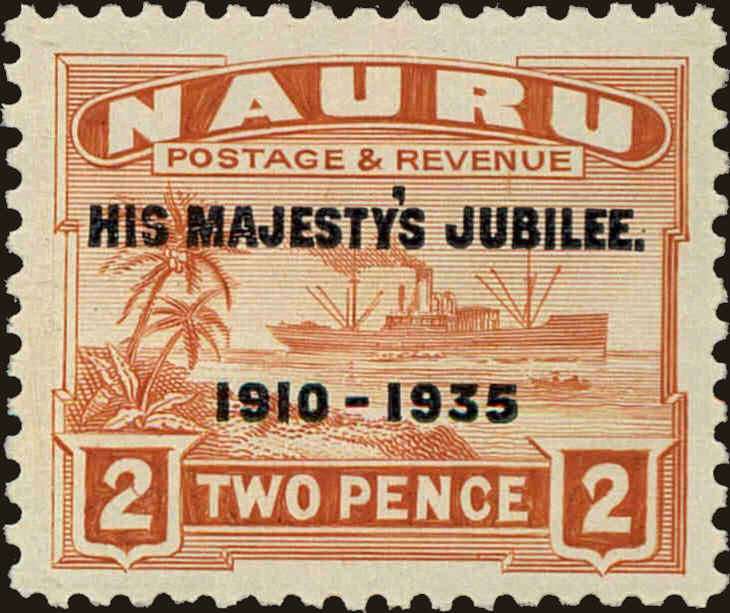 NAURU
POSTAGE & REVENUE
HIS MAJESTY'S JUBILEE.
1910 - 1935
2 TWO PENCE 2